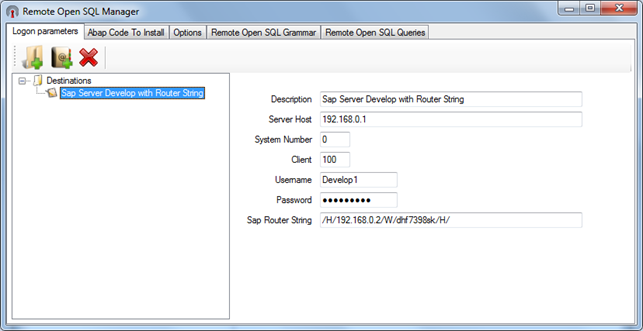 Remote Open SQL Manager
Logon parameters Abap Code To Install Options Remote Open SQL Grammar Remote Open SQL Queries
Destinations
Sap Server Develop with Router String
Description Sap Server Develop with Router String
Server Host 192.168.0.1
System Number 0
Client 100
Username Develop1
Password ●●●●●●●●●
Sap Router String /H/192.168.0.2/W/dhf7398sk/H/